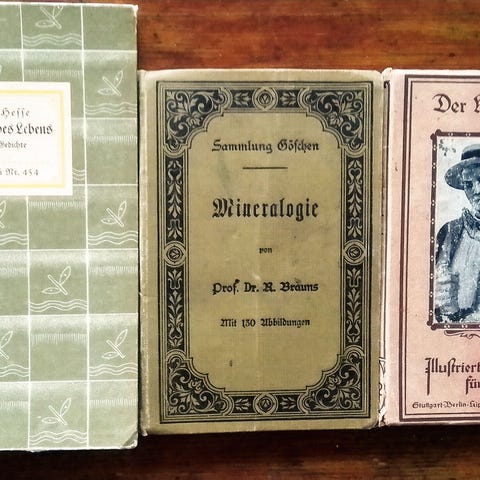 Hesse
des Lebens
Gedichte
Nr. 454
Sammlung Göschen
Mineralogie
von
Prof. Dr. R. Brauns
Mit 130 Abbildungen
Der
Illustriert
für
Stuttgart-Berlin-Leip